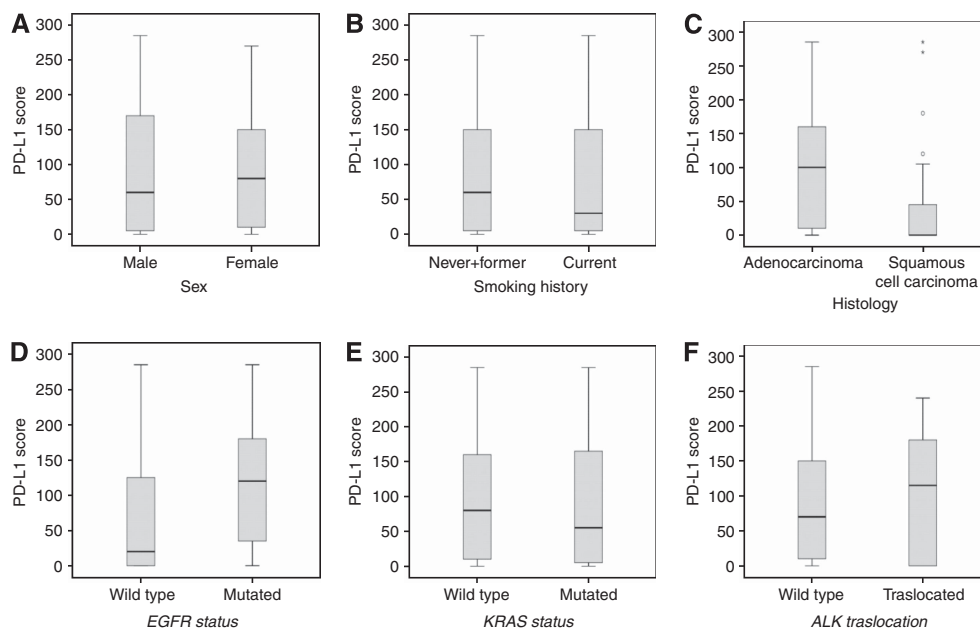 A
PD-L1 score
300
250
200
150
100
50
0
Male Female
Sex
B
PD-L1 score
300
250
200
150
100
50
0
Never+former Current
Smoking history
C
PD-L1 score
300
250
200
150
100
50
0
Adenocarcinoma Squamous
cell carcinoma
Histology
D
PD-L1 score
300
250
200
150
100
50
0
Wild type Mutated
EGFR status
E
PD-L1 score
300
250
200
150
100
50
0
Wild type Mutated
KRAS status
F
PD-L1 score
300
250
200
150
100
50
0
Wild type Traslocated
ALK traslocation